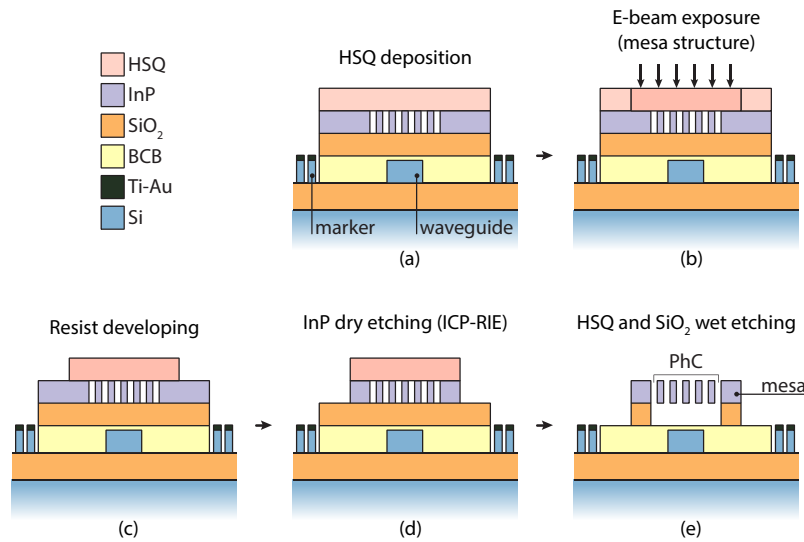 HSQ
InP
SiO₂
BCB
Ti-Au
Si
HSQ deposition
marker
waveguide
(a)
E-beam exposure
(mesa structure)
(b)
Resist developing
(c)
InP dry etching (ICP-RIE)
(d)
HSQ and SiO₂ wet etching
PhC
mesa
(e)